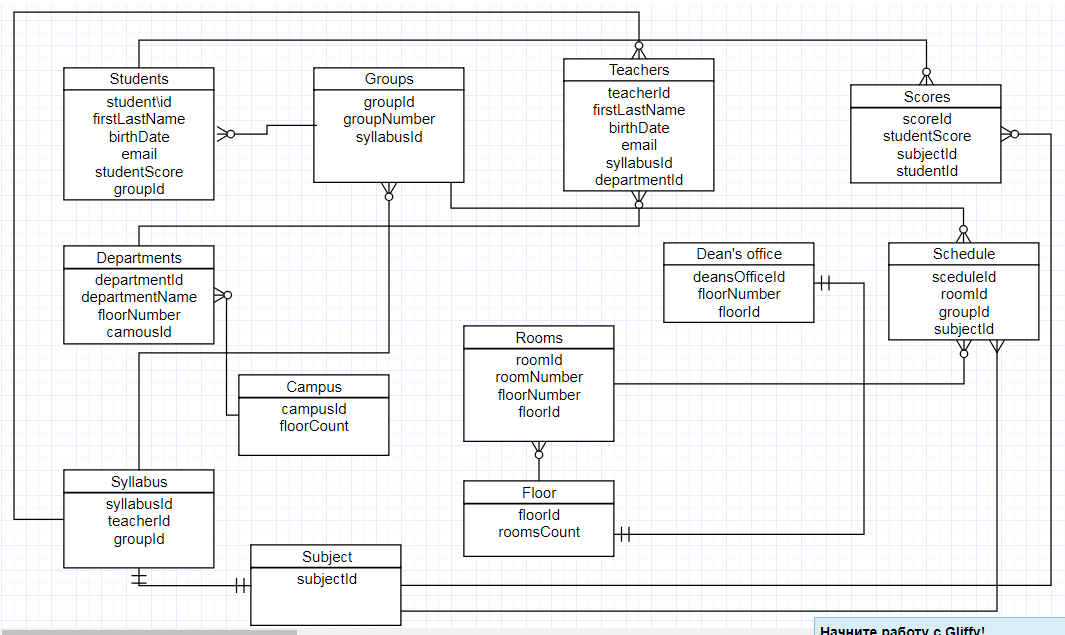 Students
student\id
firstLastName
birthDate
email
studentScore
groupId
Groups
groupId
groupNumber
syllabusId
Teachers
teacherId
firstLastName
birthDate
email
syllabusId
departmentId
Scores
scoreId
studentScore
subjectId
studentId
Departments
departmentId
departmentName
floorNumber
camousId
Dean's office
deansOfficeId
floorNumber
floorId
Schedule
sceduleId
roomId
groupId
subjectId
Rooms
roomId
roomNumber
floorNumber
floorId
Campus
campusId
floorCount
Syllabus
syllabusId
teacherId
groupId
Floor
floorId
roomsCount
Subject
subjectId
Начните работу с Gliffy!